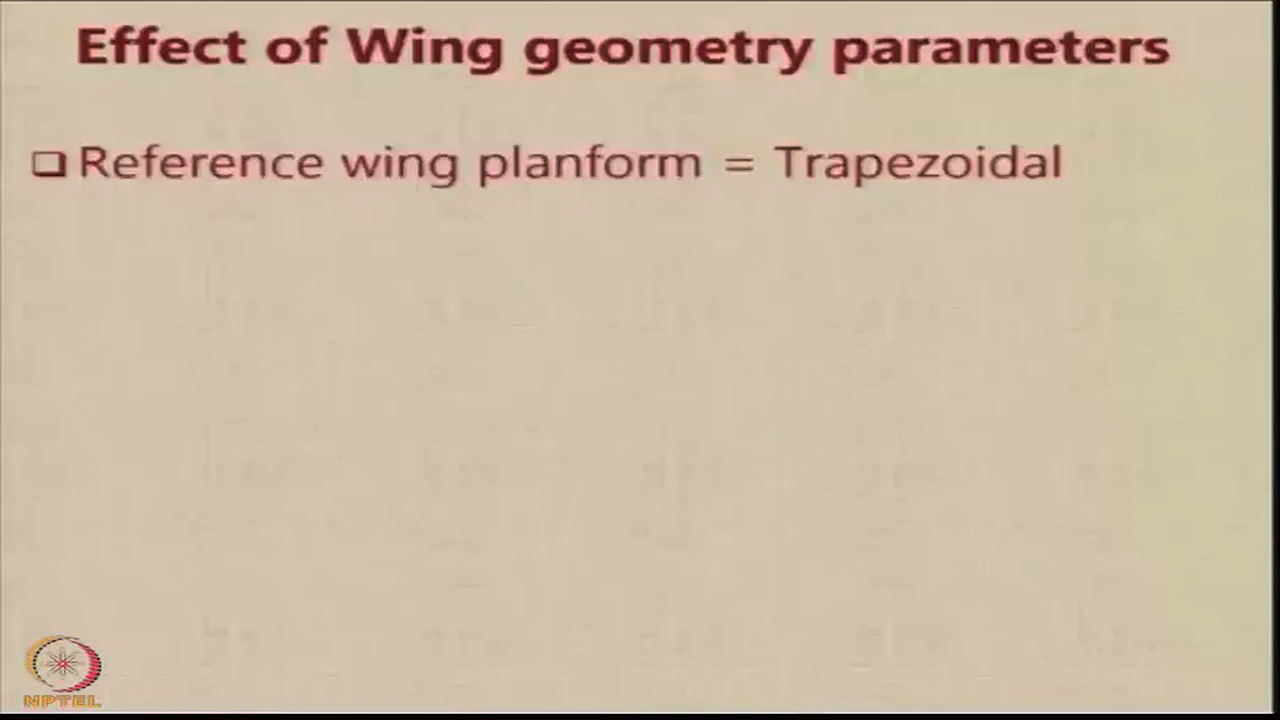 Effect of Wing geometry parameters
❑ Reference wing planform = Trapezoidal
NPTEL